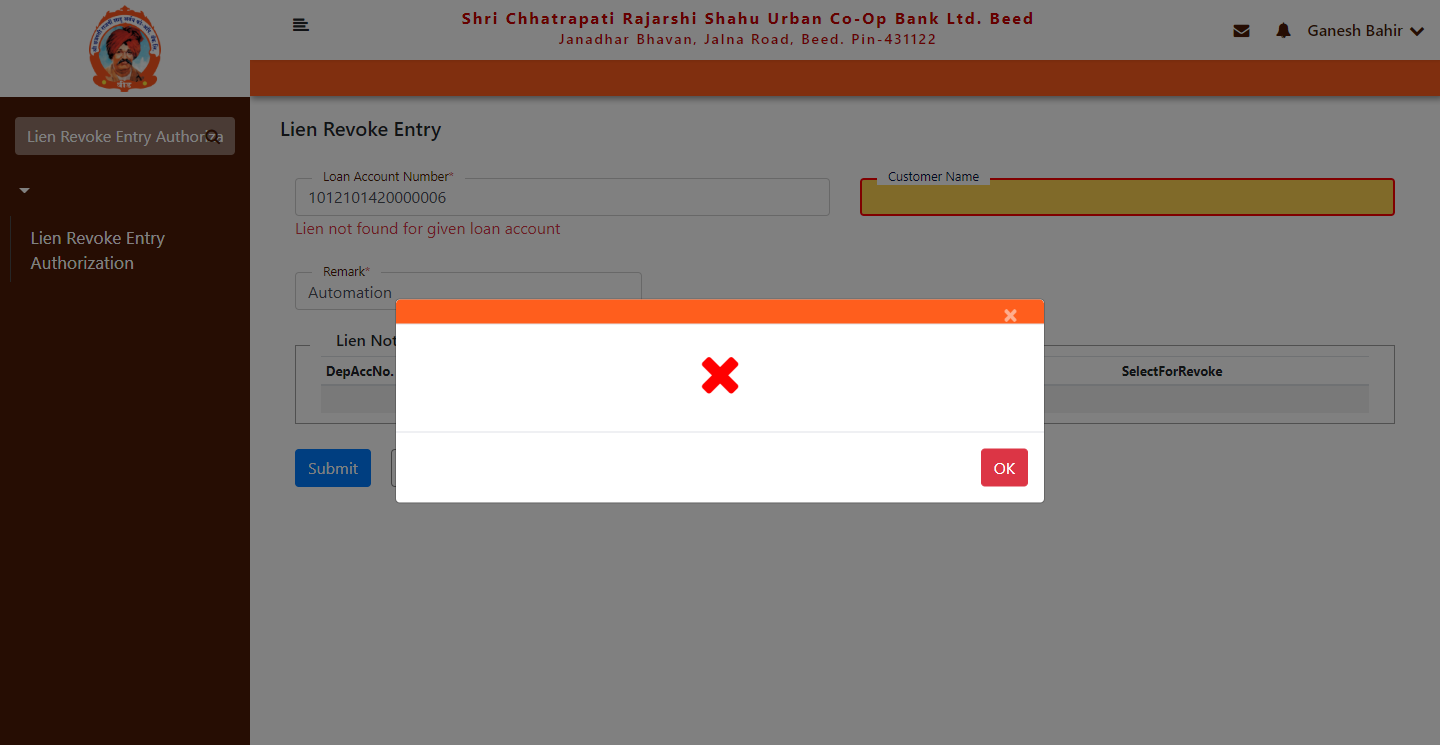 Shri Chhatrapati Rajarshi Shahu Urban Co-Op Bank Ltd. Beed
Janadhar Bhavan, Jalna Road, Beed. Pin-431122
Ganesh Bahir
Lien Revoke Entry Authoriza
Lien Revoke Entry
Authorization
Lien Revoke Entry
Loan Account Number*
1012101420000006
Customer Name
Lien not found for given loan account
Remark*
Automation
Lien Not
DepAccNo.
SelectForRevoke
OK
Submit